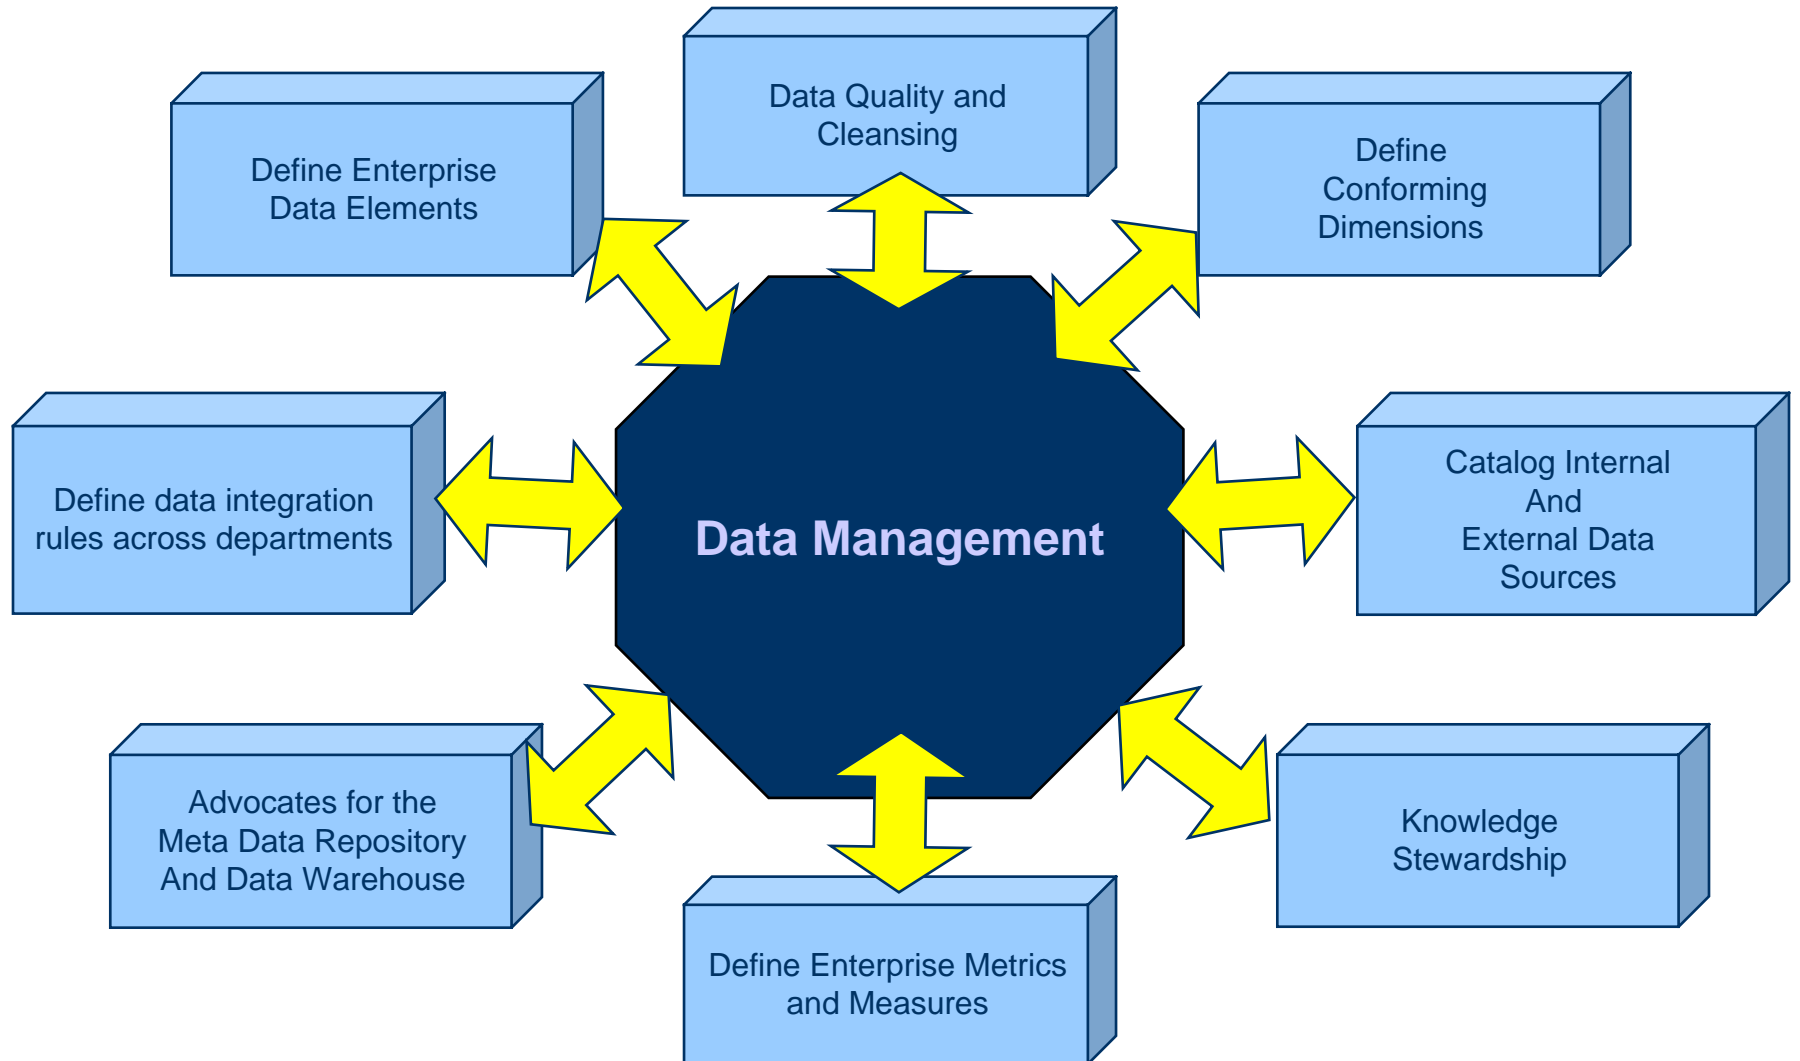 Data Quality and
Cleansing
Define Enterprise
Data Elements
Define
Conforming
Dimensions
Define data integration
rules across departments
Data Management
Catalog Internal
And
External Data
Sources
Advocates for the
Meta Data Repository
And Data Warehouse
Knowledge
Stewardship
Define Enterprise Metrics
and Measures